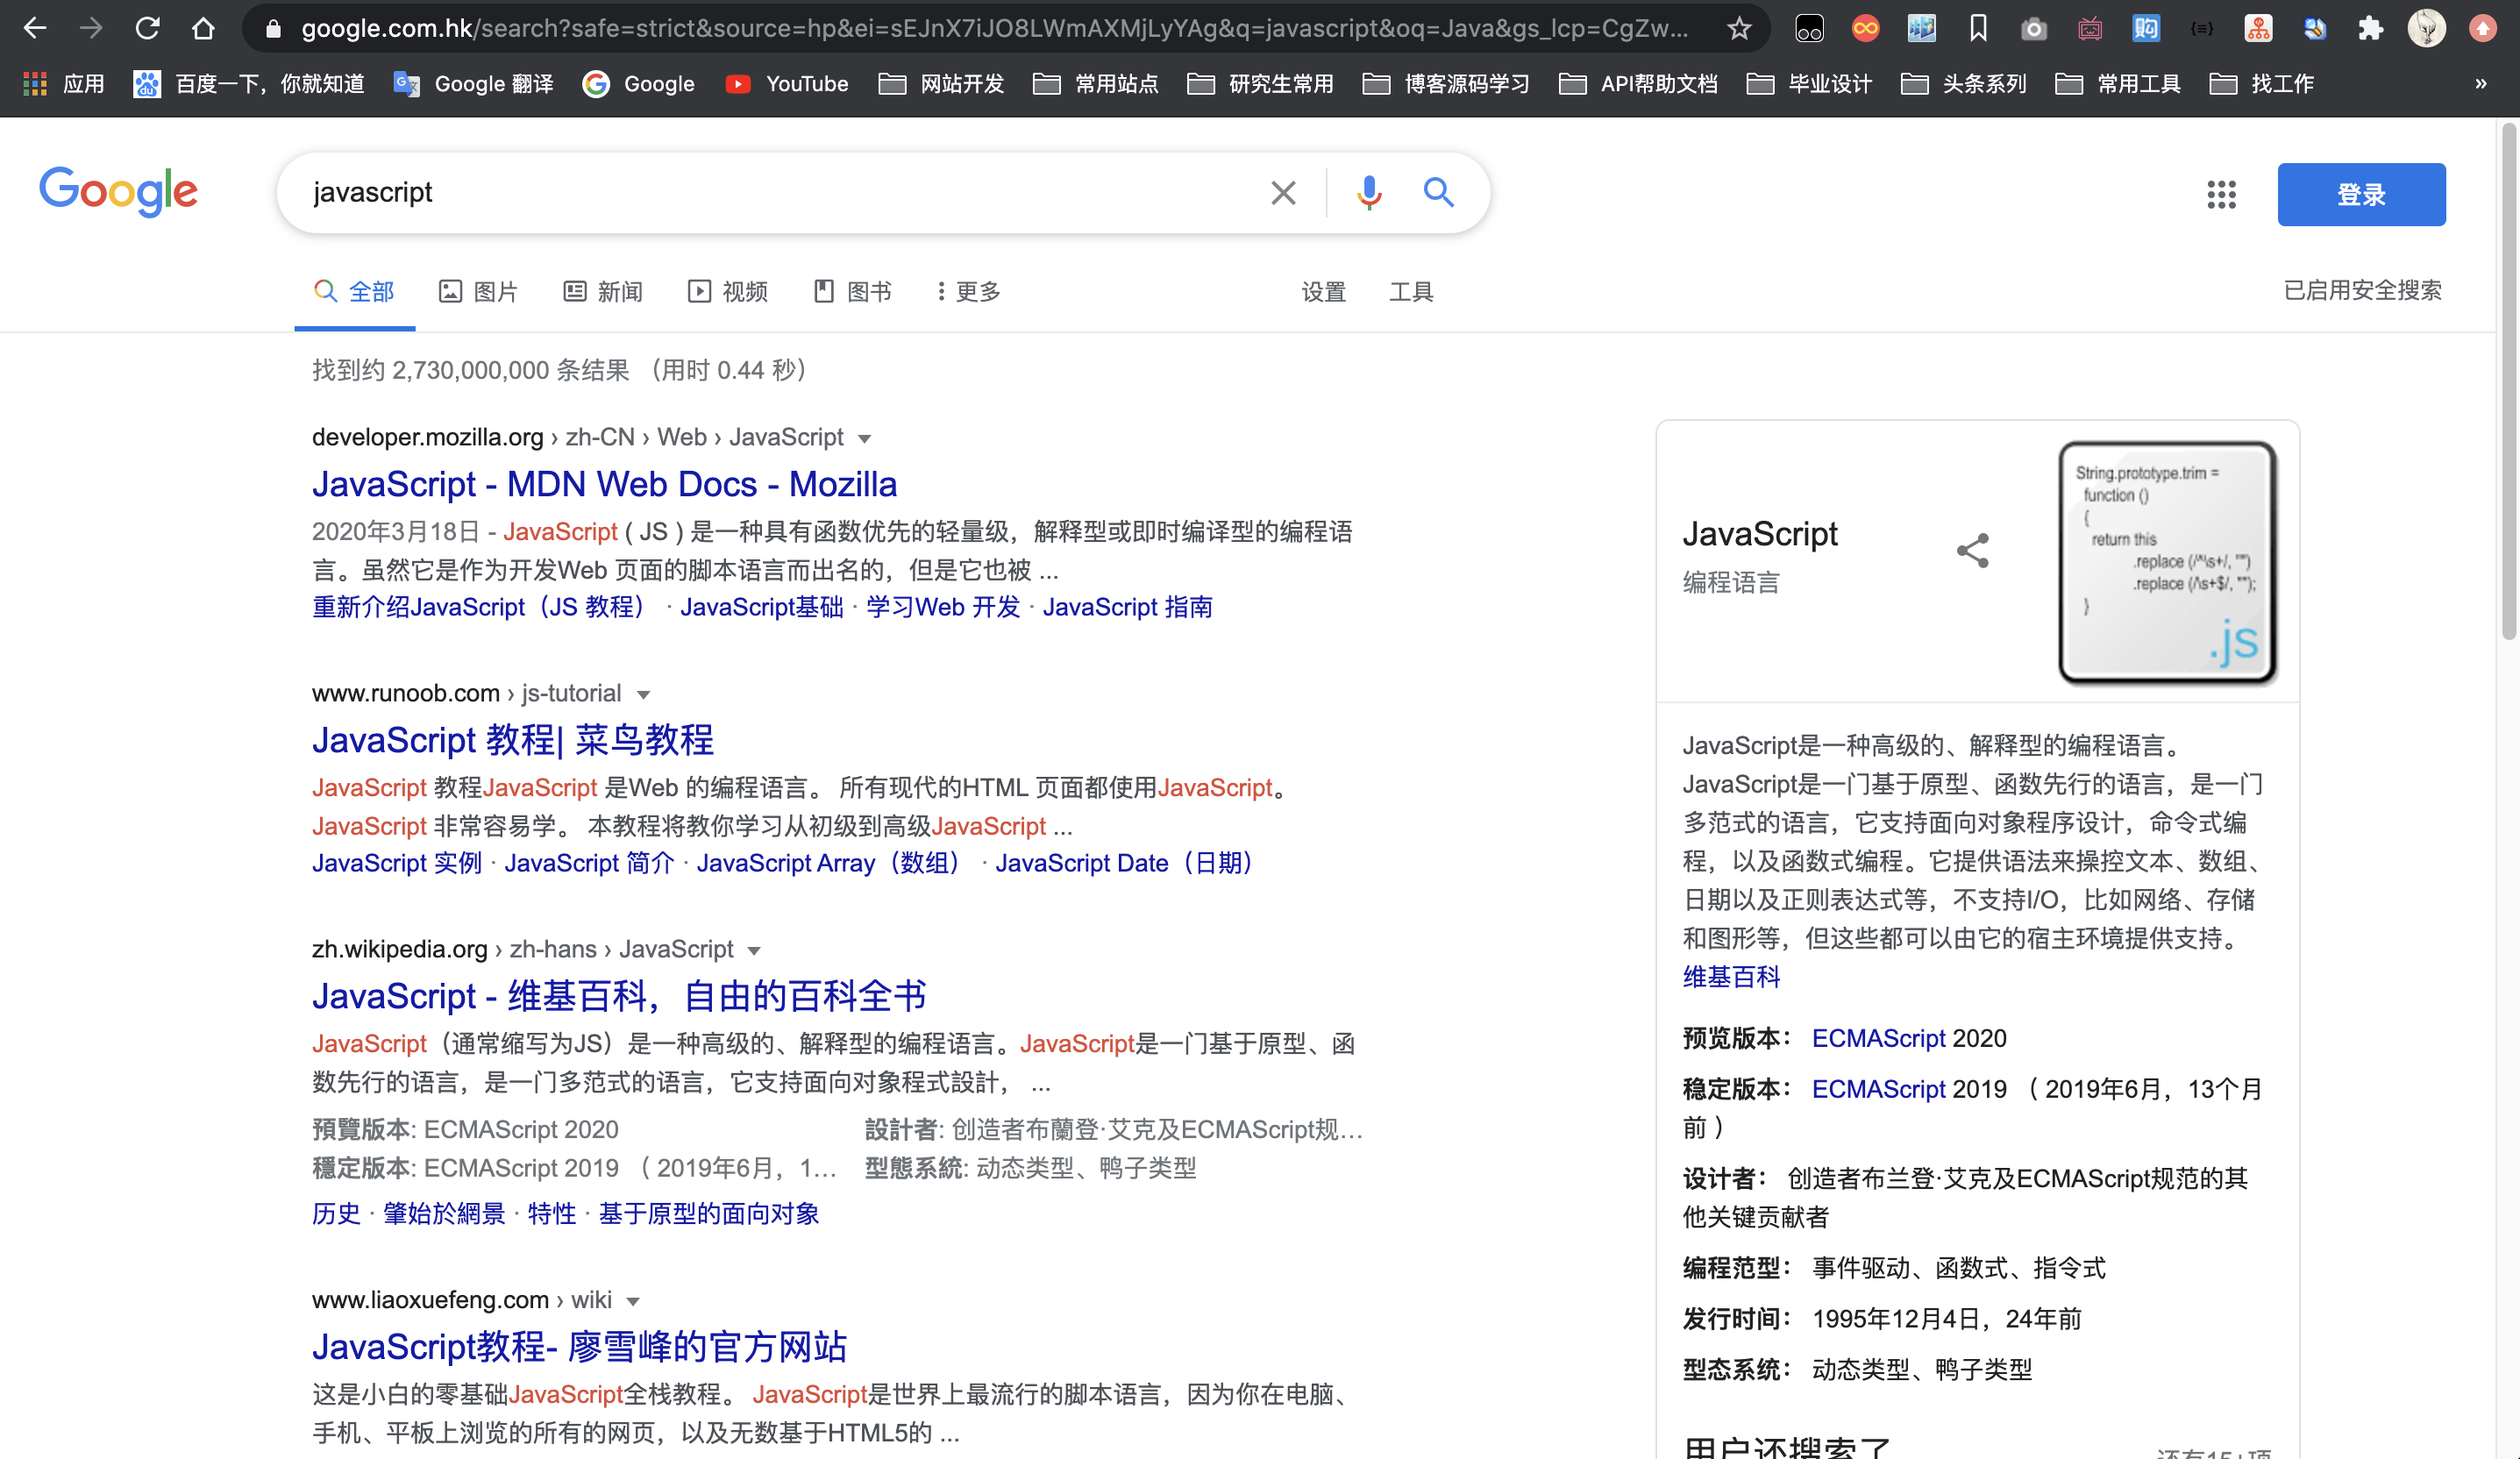 google.com.hk/search?safe=strict&source=hp&ei=sEJnX7iJO8LWmAXMjLyYAg&q=javascript&oq=Java&gs_lcp=CgZw...
应用 百度一下，你就知道 Google 翻译 Google YouTube 网站开发 常用站点 研究生常用 博客源码学习 API帮助文档 毕业设计 头条系列 常用工具 找工作 »
Google javascript 登录
全部 图片 新闻 视频 图书 更多 设置 工具 已启用安全搜索
找到约 2,730,000,000 条结果 （用时 0.44 秒）
developer.mozilla.org › zh-CN › Web › JavaScript
JavaScript - MDN Web Docs - Mozilla
2020年3月18日 - JavaScript ( JS ) 是一种具有函数优先的轻量级，解释型或即时编译型的编程语
言。虽然它是作为开发Web 页面的脚本语言而出名的，但是它也被 ...
重新介绍JavaScript（JS 教程） · JavaScript基础 · 学习Web 开发 · JavaScript 指南
www.runoob.com › js-tutorial
JavaScript 教程| 菜鸟教程
JavaScript 教程JavaScript 是Web 的编程语言。 所有现代的HTML 页面都使用JavaScript。
JavaScript 非常容易学。 本教程将教你学习从初级到高级JavaScript ...
JavaScript 实例 · JavaScript 简介 · JavaScript Array（数组） · JavaScript Date（日期）
zh.wikipedia.org › zh-hans › JavaScript
JavaScript - 维基百科，自由的百科全书
JavaScript（通常缩写为JS）是一种高级的、解释型的编程语言。JavaScript是一门基于原型、函
数先行的语言，是一门多范式的语言，它支持面向对象程式設計， ...
預覽版本: ECMAScript 2020 設計者: 创造者布蘭登·艾克及ECMAScript规...
穩定版本: ECMAScript 2019 （ 2019年6月，1... 型態系統: 动态类型、鸭子类型
历史 · 肇始於網景 · 特性 · 基于原型的面向对象
www.liaoxuefeng.com › wiki
JavaScript教程- 廖雪峰的官方网站
这是小白的零基础JavaScript全栈教程。 JavaScript是世界上最流行的脚本语言，因为你在电脑、
手机、平板上浏览的所有的网页，以及无数基于HTML5的 ...
JavaScript
编程语言
String.prototype.trim =
function ()
{
return this
.replace (/^\s+/, "")
.replace (/\s+$/, "");
}
.js
JavaScript是一种高级的、解释型的编程语言。
JavaScript是一门基于原型、函数先行的语言，是一门
多范式的语言，它支持面向对象程序设计，命令式编
程，以及函数式编程。它提供语法来操控文本、数组、
日期以及正则表达式等，不支持I/O，比如网络、存储
和图形等，但这些都可以由它的宿主环境提供支持。
维基百科
预览版本： ECMAScript 2020
稳定版本： ECMAScript 2019 （ 2019年6月，13个月
前 ）
设计者： 创造者布兰登·艾克及ECMAScript规范的其
他关键贡献者
编程范型： 事件驱动、函数式、指令式
发行时间： 1995年12月4日，24年前
型态系统： 动态类型、鸭子类型
用户还搜索了 还有15+项